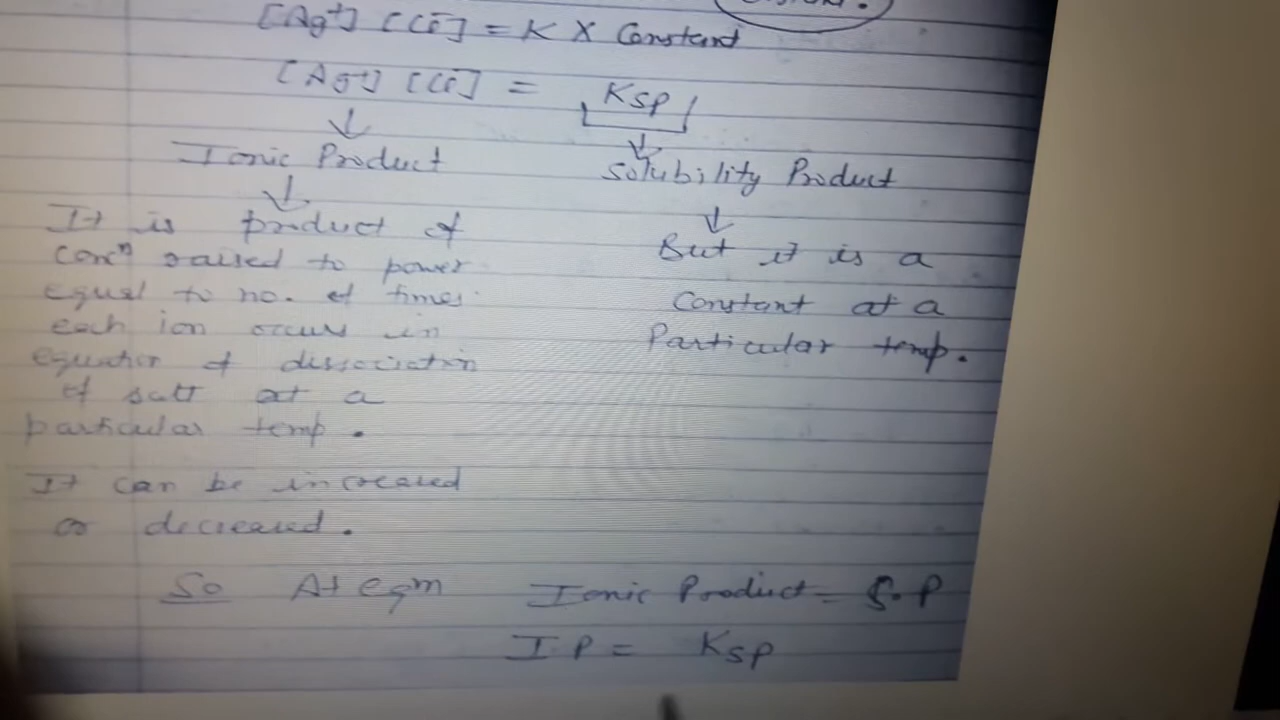 [Ag+] [Cl-] = K X Constant
[Ag+] [Cl-] = Ksp
Ionic Product
Solubility Product
It is product of
concn raised to power
equal to no. of times
each ion occurs in
equation of dissociation
of salt at a
particular temp.
It can be increased
or decreased.
But it is a
Constant at a
Particular temp.
So At eqm Ionic Product = S.P
I.P = Ksp